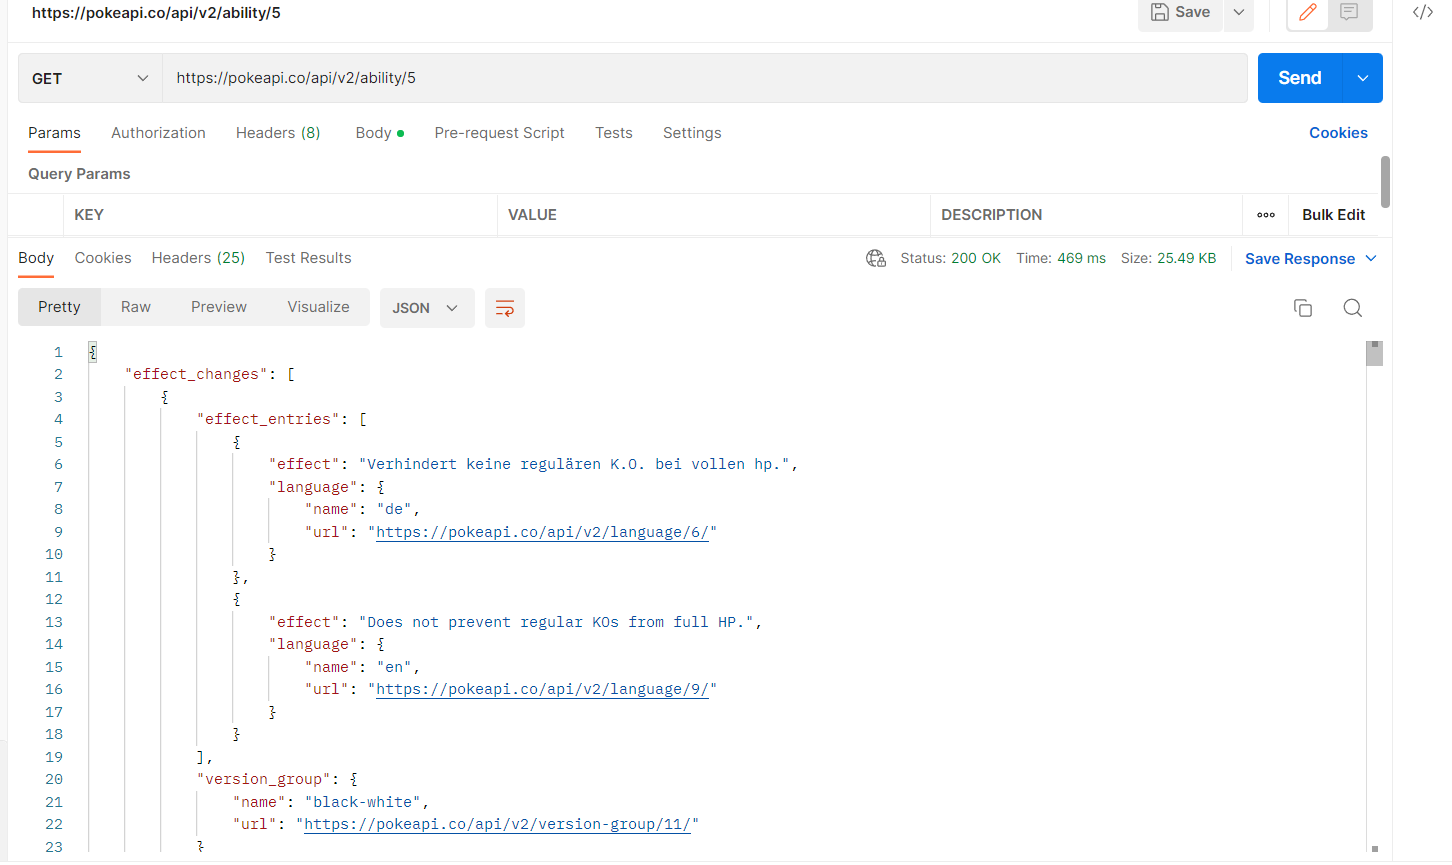 https://pokeapi.co/api/v2/ability/5
Save
GET
https://pokeapi.co/api/v2/ability/5
Send
Params Authorization Headers (8) Body Pre-request Script Tests Settings Cookies
Query Params
KEY VALUE DESCRIPTION ooo Bulk Edit
Body Cookies Headers (25) Test Results Status: 200 OK Time: 469 ms Size: 25.49 KB Save Response
Pretty Raw Preview Visualize JSON
1 {
2 "effect_changes": [
3 {
4 "effect_entries": [
5 {
6 "effect": "Verhindert keine regulären K.O. bei vollen hp.",
7 "language": {
8 "name": "de",
9 "url": "https://pokeapi.co/api/v2/language/6/"
10 }
11 },
12 {
13 "effect": "Does not prevent regular KOs from full HP.",
14 "language": {
15 "name": "en",
16 "url": "https://pokeapi.co/api/v2/language/9/"
17 }
18 }
19 ],
20 "version_group": {
21 "name": "black-white",
22 "url": "https://pokeapi.co/api/v2/version-group/11/"
23 }